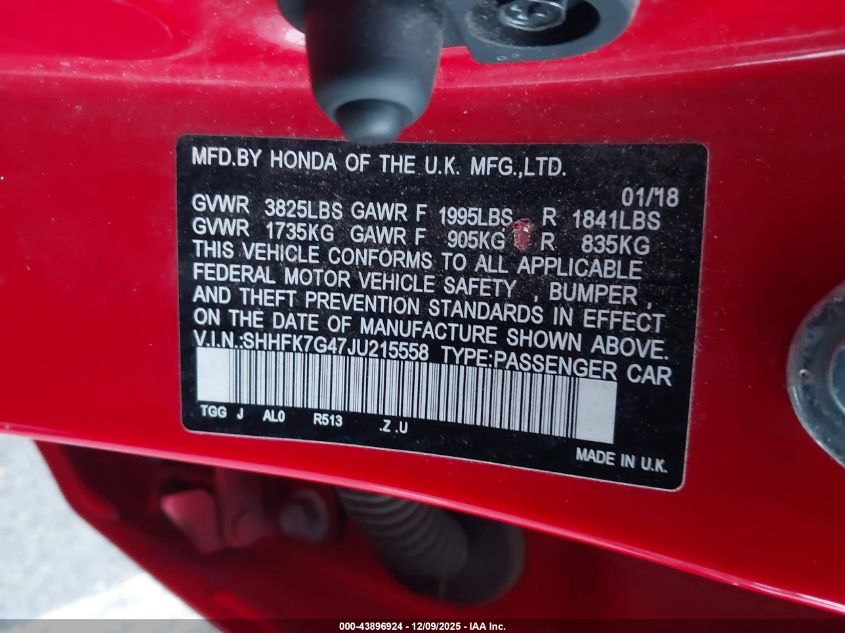 MFD.BY HONDA OF THE U.K. MFG.,LTD.
01/'18
GVWR 3825LBS GAWR F 1995LBS R 1841LBS
GVWR 1735KG GAWR F 905KG R 835KG
THIS VEHICLE CONFORMS TO ALL APPLICABLE
FEDERAL MOTOR VEHICLE SAFETY , BUMPER ,
AND THEFT PREVENTION STANDARDS IN EFFECT
ON THE DATE OF MANUFACTURE SHOWN ABOVE.
V.I.N.:SHHFK7G47JU215558 TYPE:PASSENGER CAR
TGG J AL0 R513 .Z .U
MADE IN U.K.
000-43896924 - 12/09/2025 - IAA Inc.